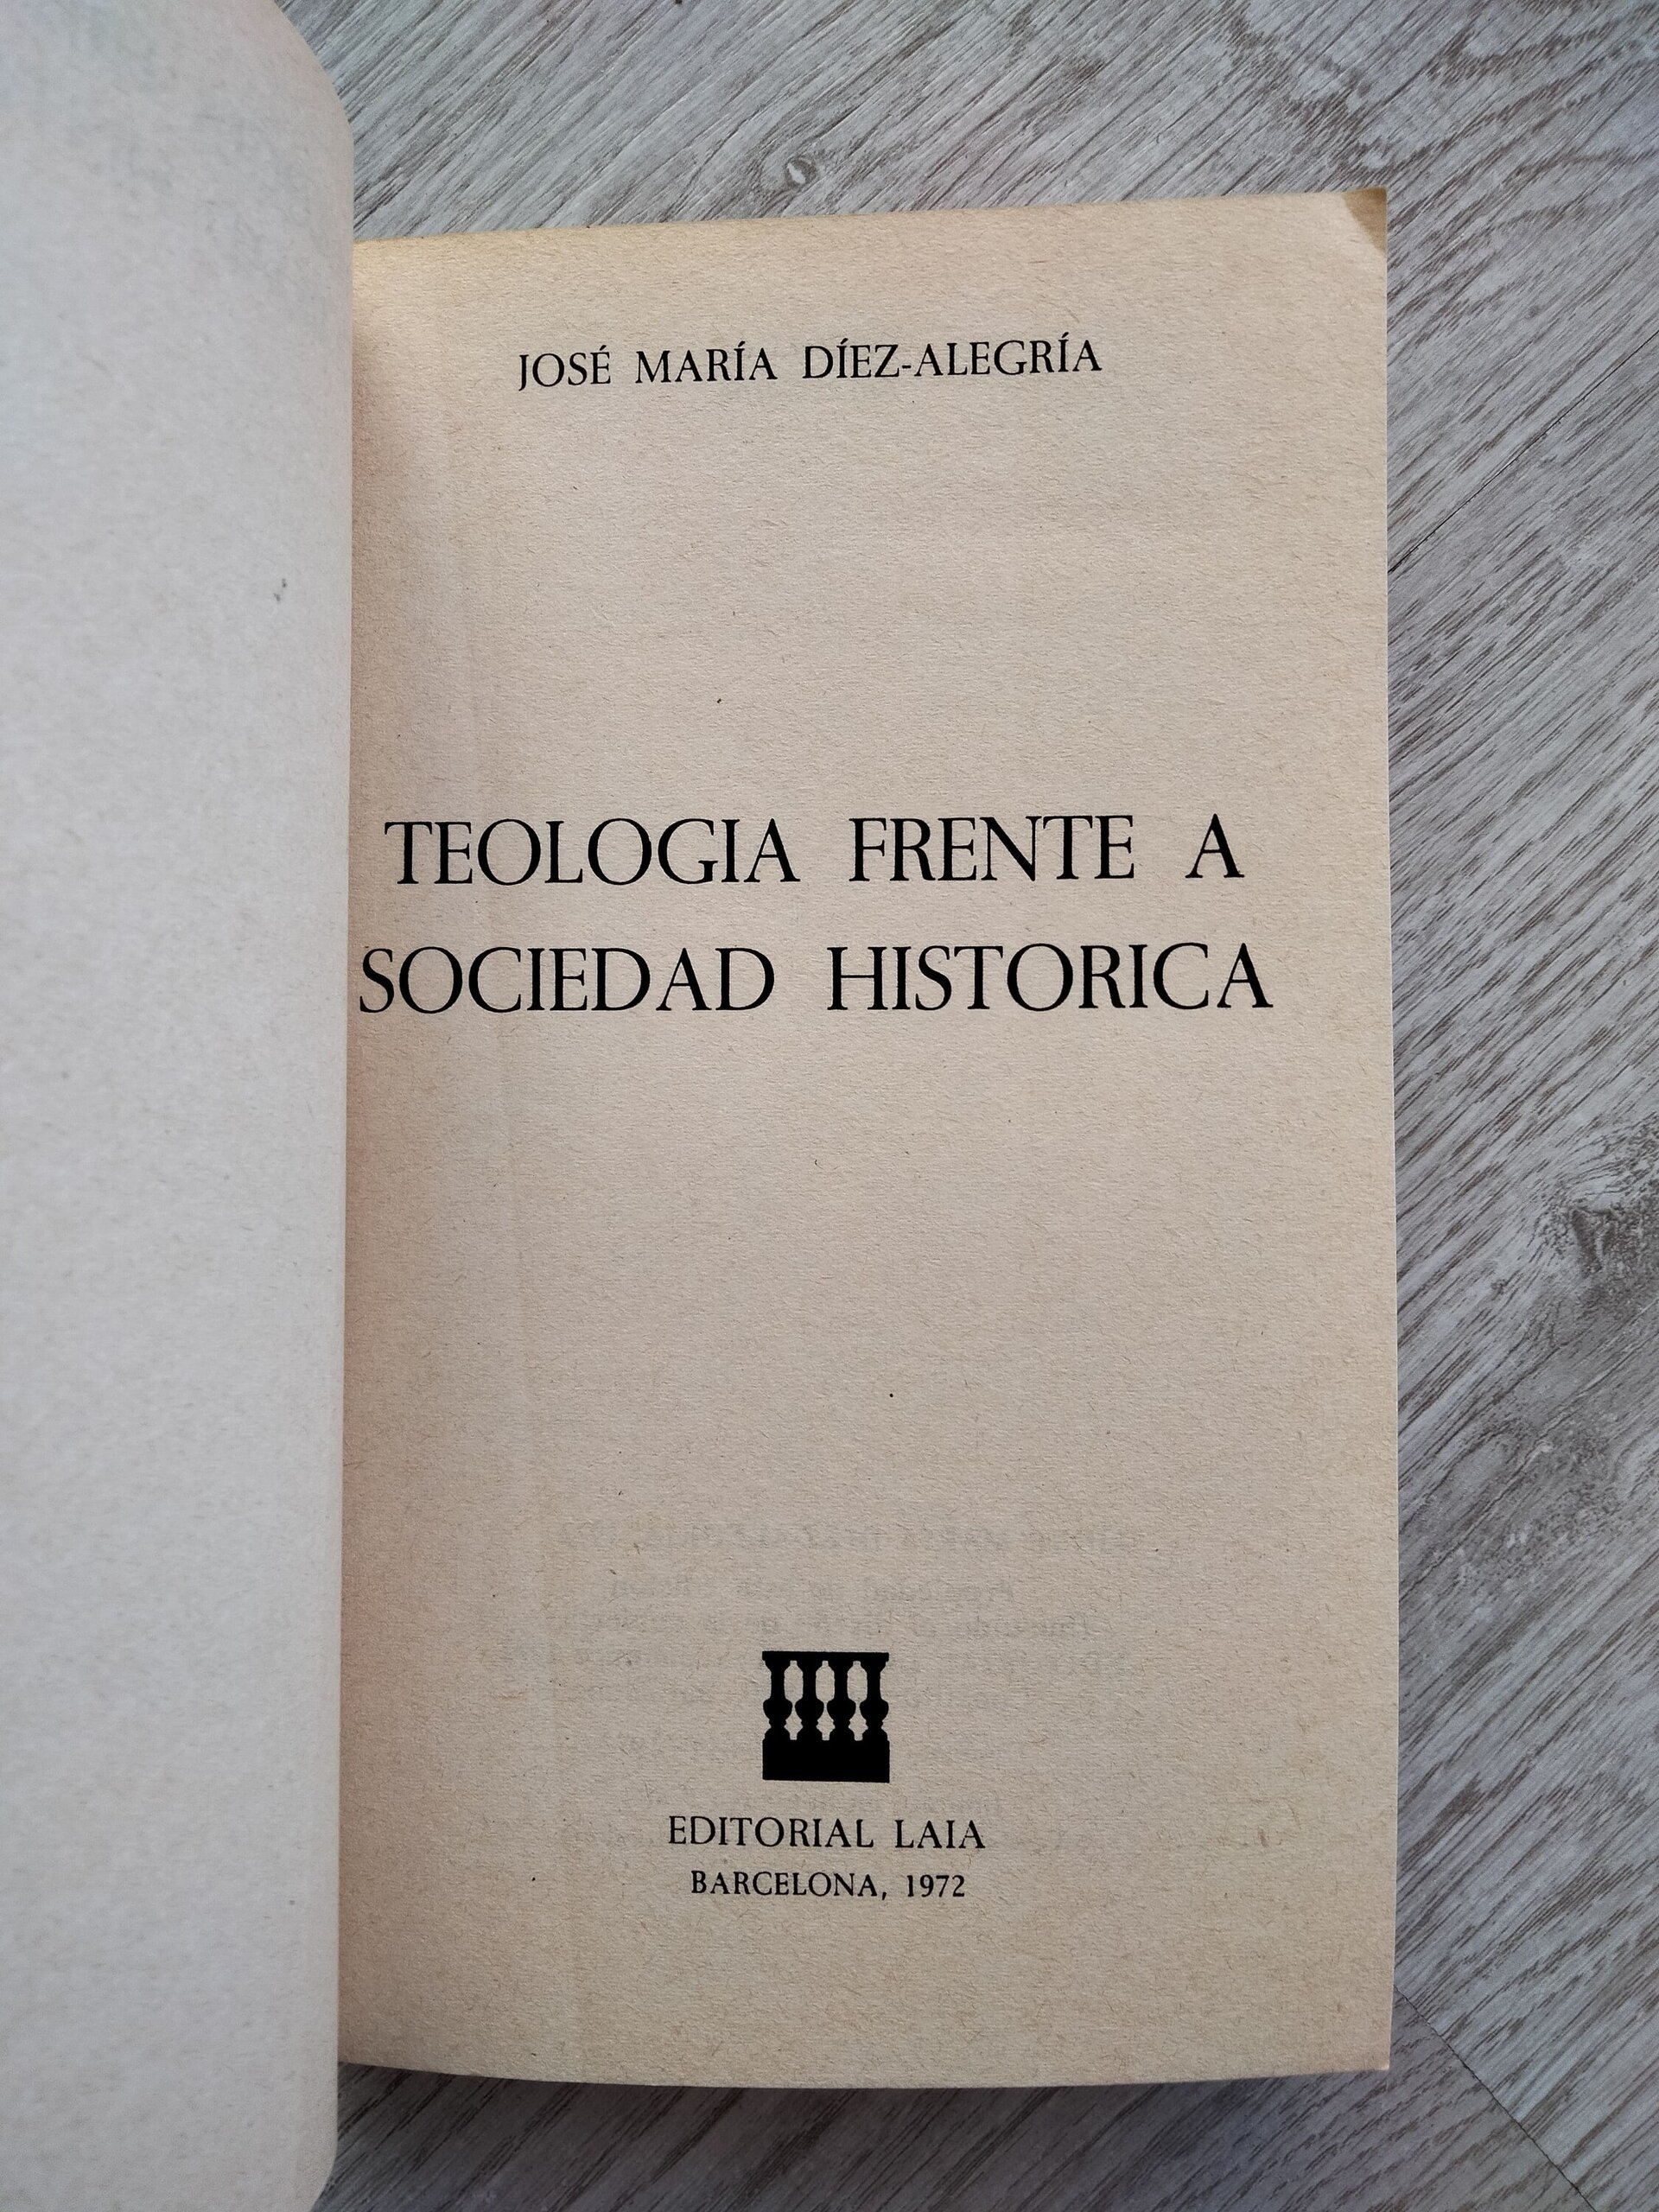 JOSÉ MARÍA DÍEZ-ALEGRÍA
TEOLOGIA FRENTE A
SOCIEDAD HISTORICA
EDITORIAL LAIA
BARCELONA, 1972